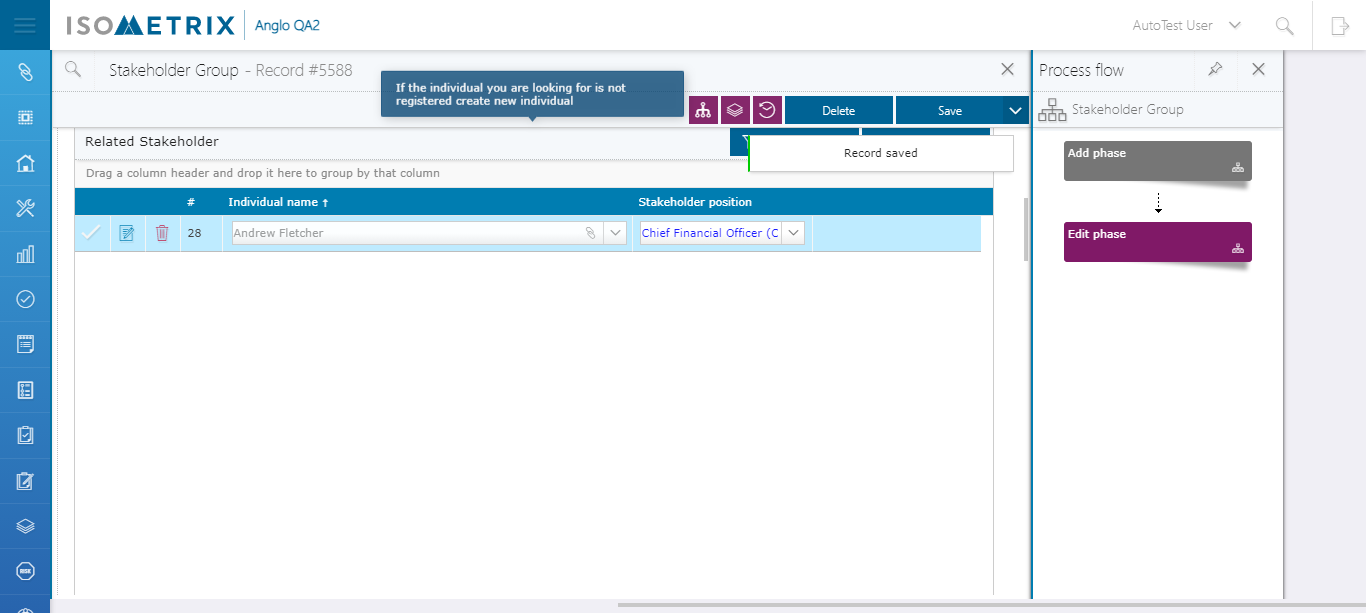 ISOMETRIX
Anglo QA2
AutoTest User
Stakeholder Group - Record #5588
If the individual you are looking for is not
registered create new individual
Delete
Save
Process flow
Stakeholder Group
Related Stakeholder
Record saved
Drag a column header and drop it here to group by that column
# Individual name ↑ Stakeholder position
28 Andrew Fletcher Chief Financial Officer (C
Add phase
Edit phase